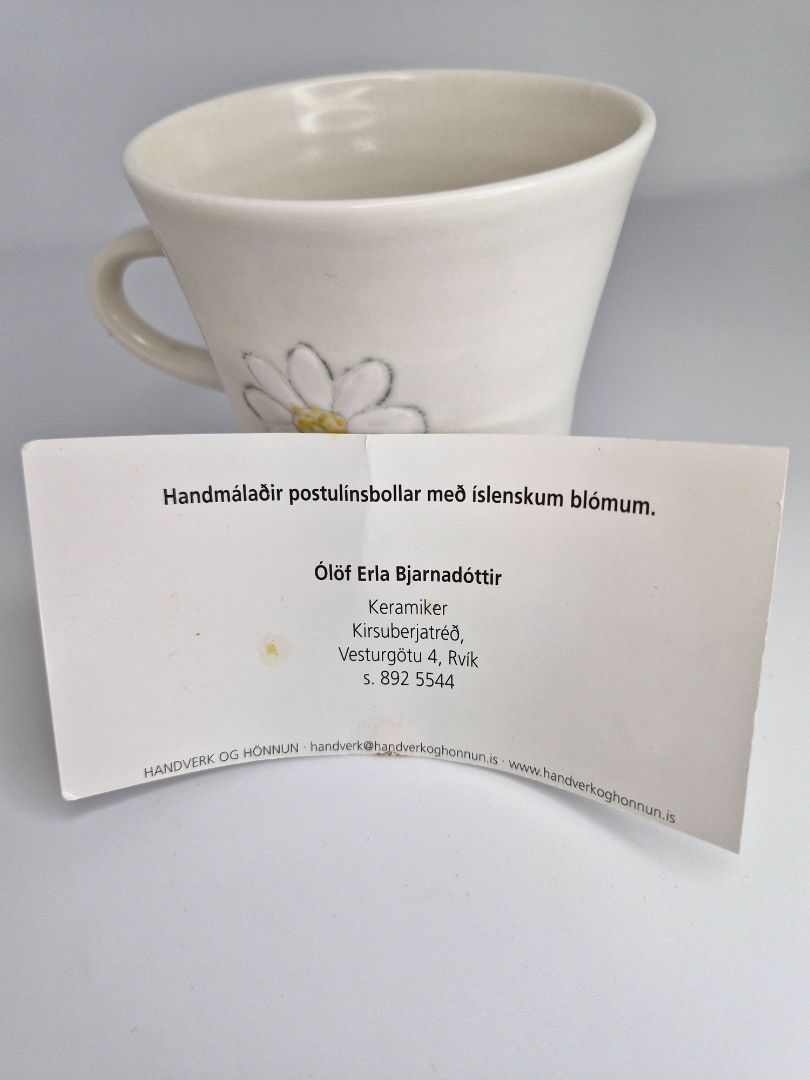 Handmálaðir postulínsbollar með íslenskum blómum.
Ólöf Erla Bjarnadóttir
Keramiker
Kirsuberjatréð,
Vesturgötu 4, Rvík
s. 892 5544
HANDVERK OG HÖNNUN · handverk@handverkoghonnun.is · www.handverkoghonnun.is